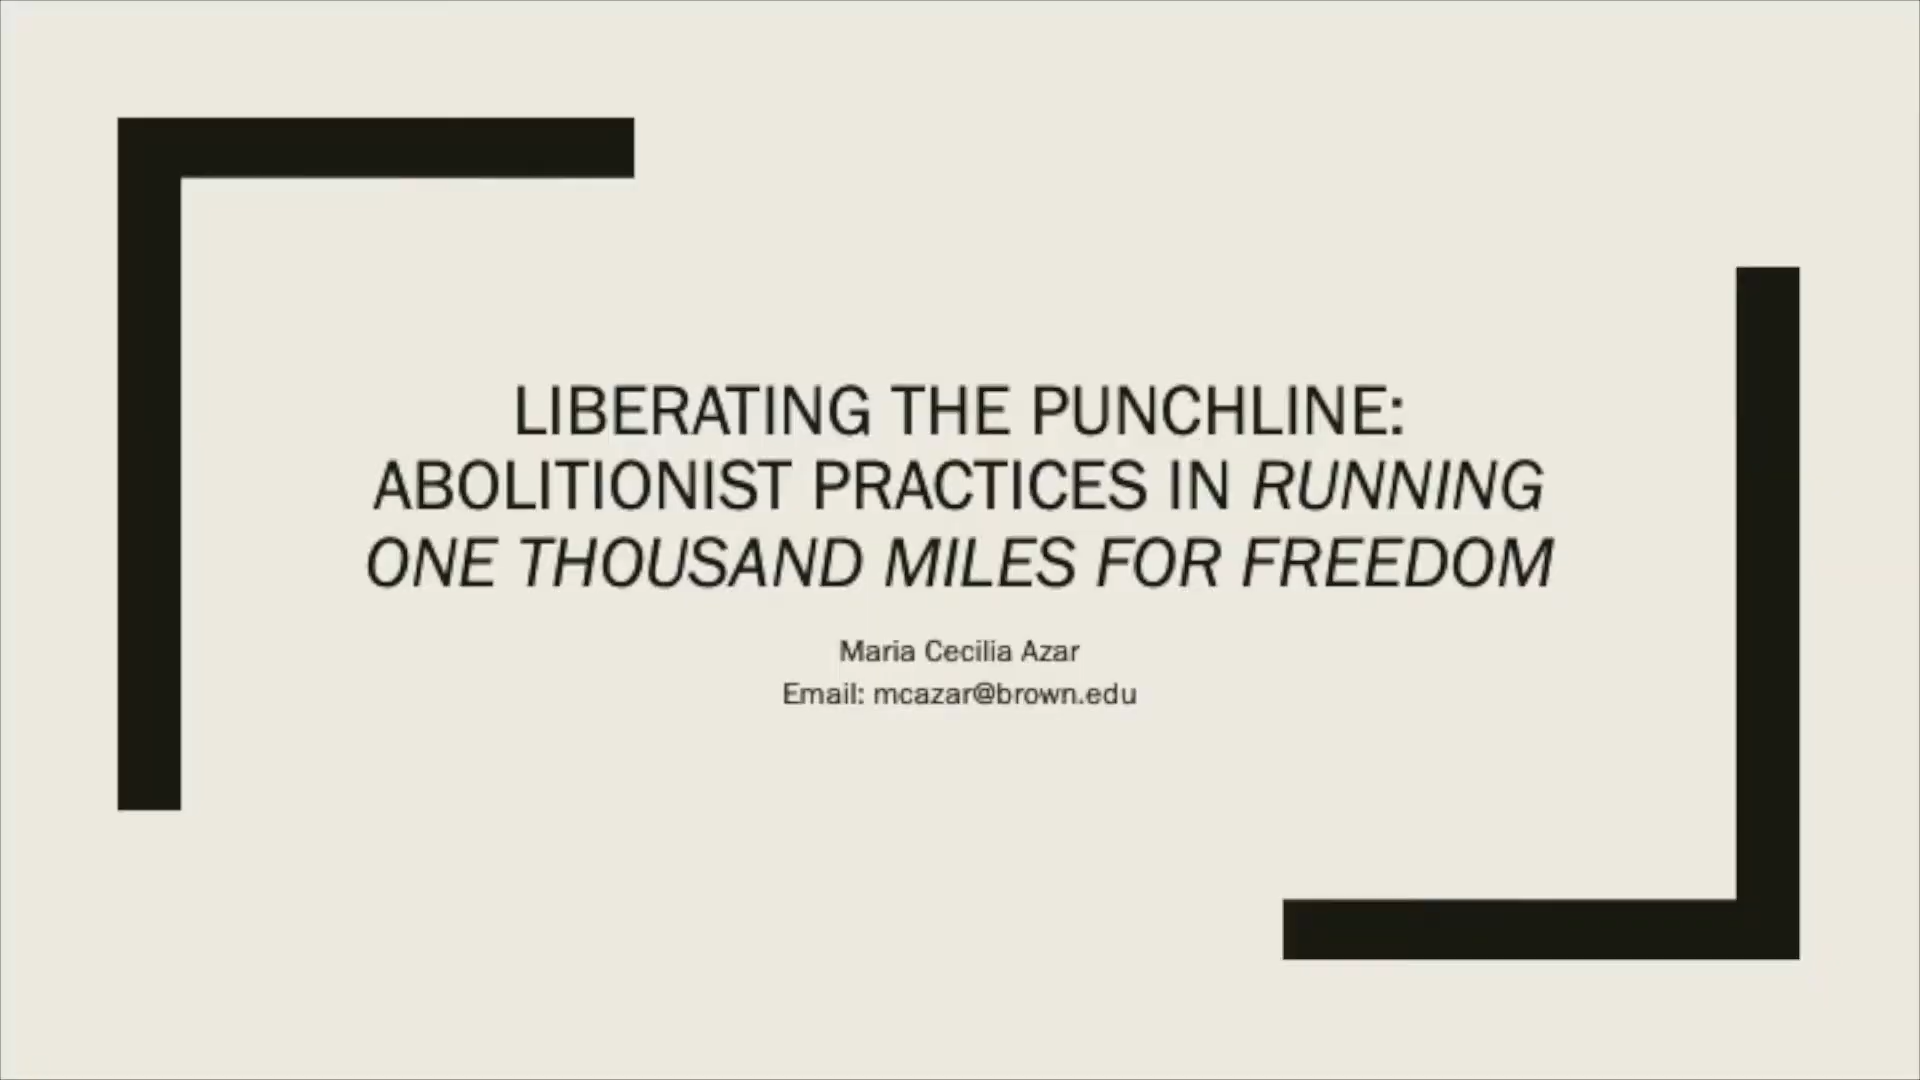 LIBERATING THE PUNCHLINE:
ABOLITIONIST PRACTICES IN RUNNING
ONE THOUSAND MILES FOR FREEDOM
Maria Cecilia Azar
Email: mcazar@brown.edu